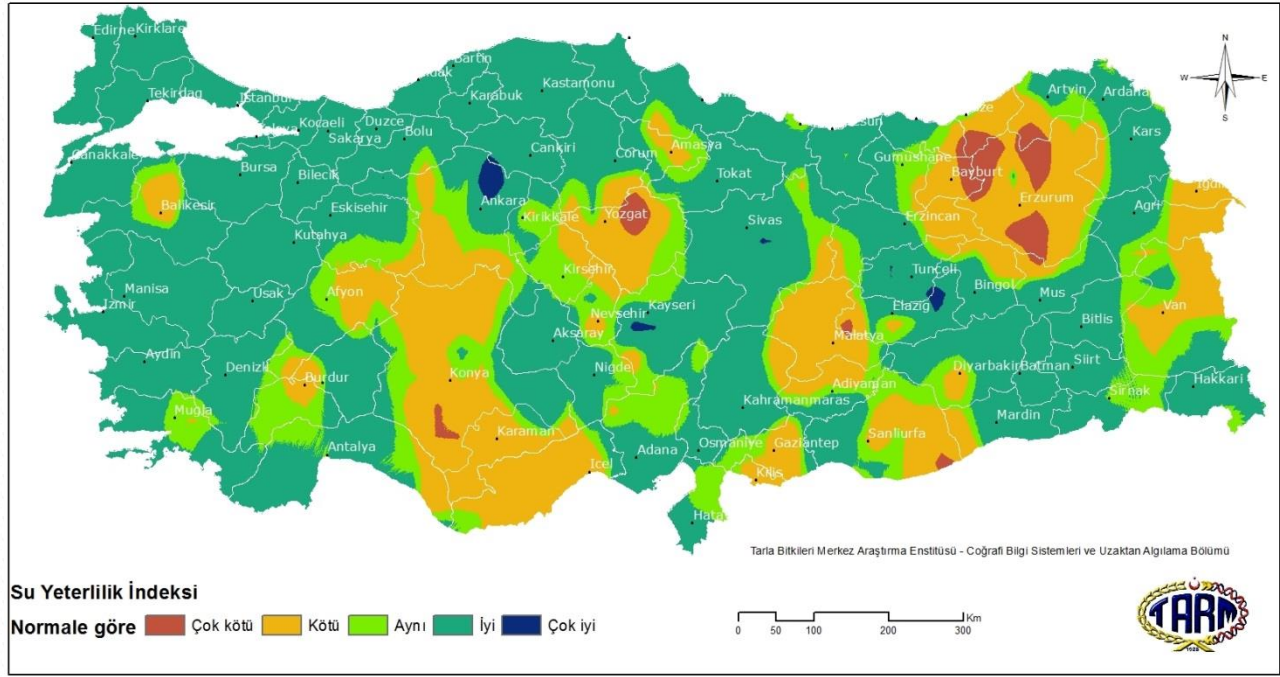 N
W E
S
Edirne Kirklare
Bartin
Kastamonu
Karabuk
Tekirdag
Istanbul
Kocaeli
Sakarya
Duzce
Bolu
Cankiri
Corum
Amasya
Tokat
Artvin
Ardaha
Kars
Gumushane
Bayburt
Erzurum
Erzincan
Igdi
Agri
Canakkale
Bursa
Bilecik
Balikesir
Eskisehir
Ankara
Kirikkale
Yozgat
Sivas
Kutahya
Kirsehir
Tunceli
Bingol
Mus
Van
Manisa
Izmir
Usak
Afyon
Nevsehir
Kayseri
Elazig
Bitlis
Aksaray
Malatya
Aydin
Denizli
Burdur
Konya
Nigde
Adiyaman
Diyarbakir
Batman
Siirt
Hakkari
Sirnak
Mugla
Karaman
Kahramanmaras
Mardin
Antalya
Icel
Adana
Osmaniye
Gaziantep
Sanliurfa
Kilis
Hata
Tarla Bitkileri Merkez Araştırma Enstitüsü - Coğrafi Bilgi Sistemleri ve Uzaktan Algılama Bölümü
Su Yeterlilik İndeksi
Normale göre Çok kötü Kötü Aynı İyi Çok iyi
0 50 100 200 300 Km
TARM
1926